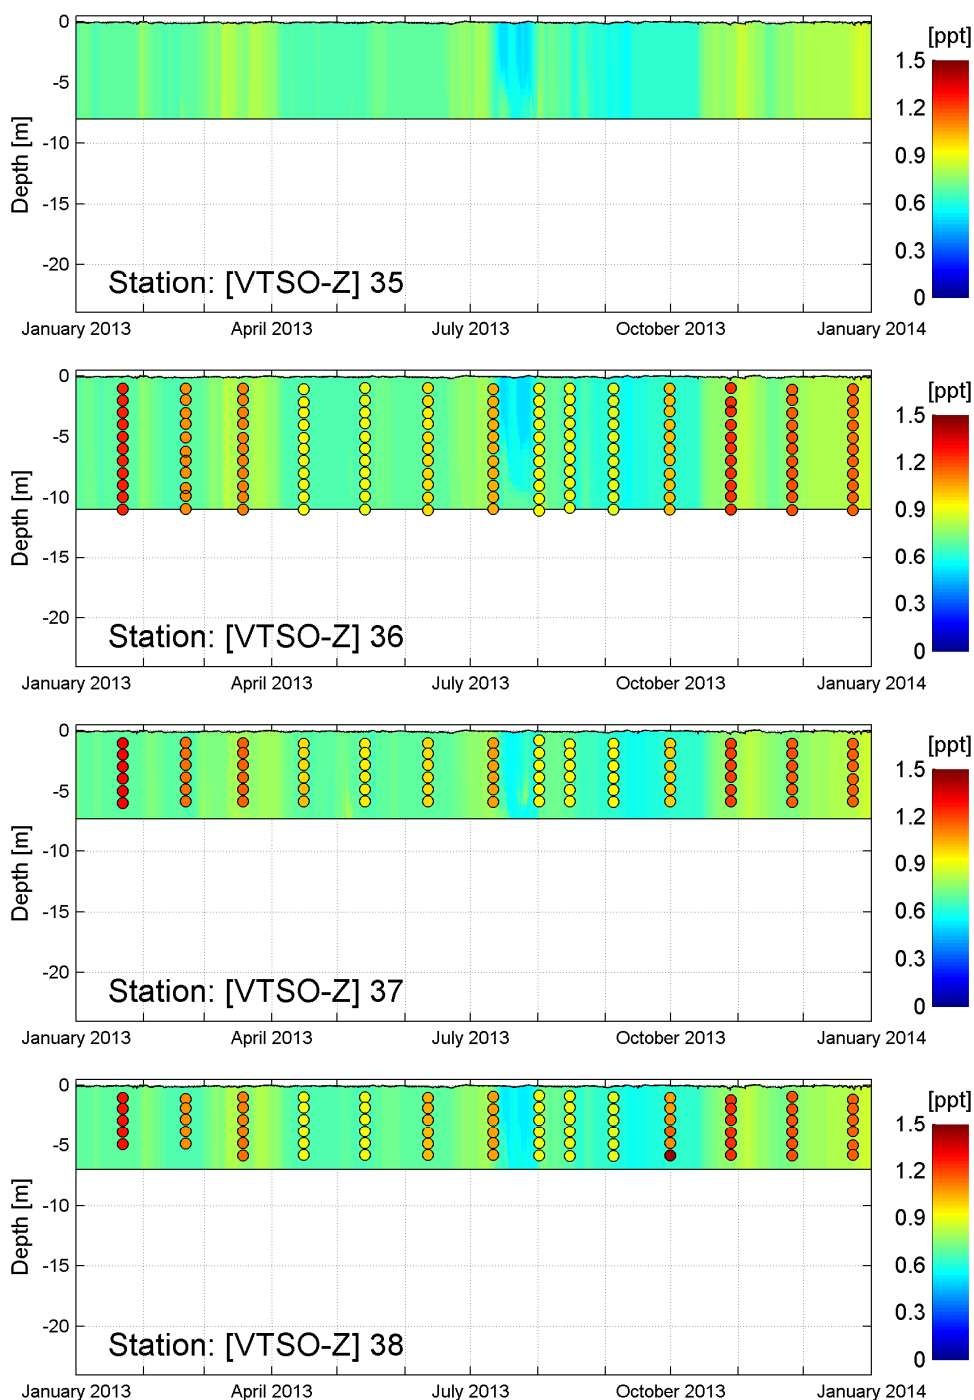 [ppt]
0
-5
-10
-15
-20
Depth [m]
1.5
1.2
0.9
0.6
0.3
0
Station: [VTSO-Z] 35
January 2013 April 2013 July 2013 October 2013 January 2014
[ppt]
0
-5
-10
-15
-20
Depth [m]
1.5
1.2
0.9
0.6
0.3
0
Station: [VTSO-Z] 36
January 2013 April 2013 July 2013 October 2013 January 2014
[ppt]
0
-5
-10
-15
-20
Depth [m]
1.5
1.2
0.9
0.6
0.3
0
Station: [VTSO-Z] 37
January 2013 April 2013 July 2013 October 2013 January 2014
[ppt]
0
-5
-10
-15
-20
Depth [m]
1.5
1.2
0.9
0.6
0.3
0
Station: [VTSO-Z] 38
January 2013 April 2013 July 2013 October 2013 January 2014